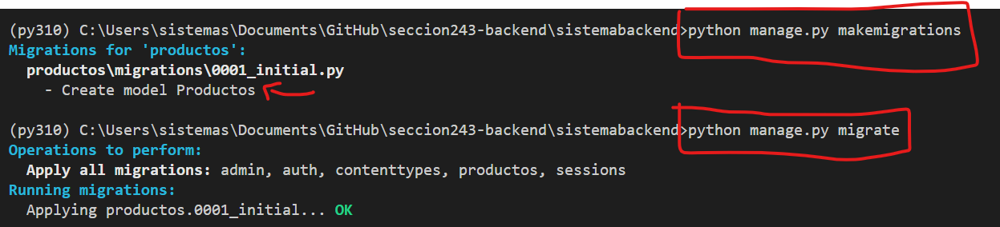 (py310) C:\Users\sistemas\Documents\GitHub\seccion243-backend\sistemabackend>python manage.py makemigrations
Migrations for 'productos':
  productos\migrations\0001_initial.py
    - Create model Productos
(py310) C:\Users\sistemas\Documents\GitHub\seccion243-backend\sistemabackend>python manage.py migrate
Operations to perform:
  Apply all migrations: admin, auth, contenttypes, productos, sessions
Running migrations:
  Applying productos.0001_initial... OK